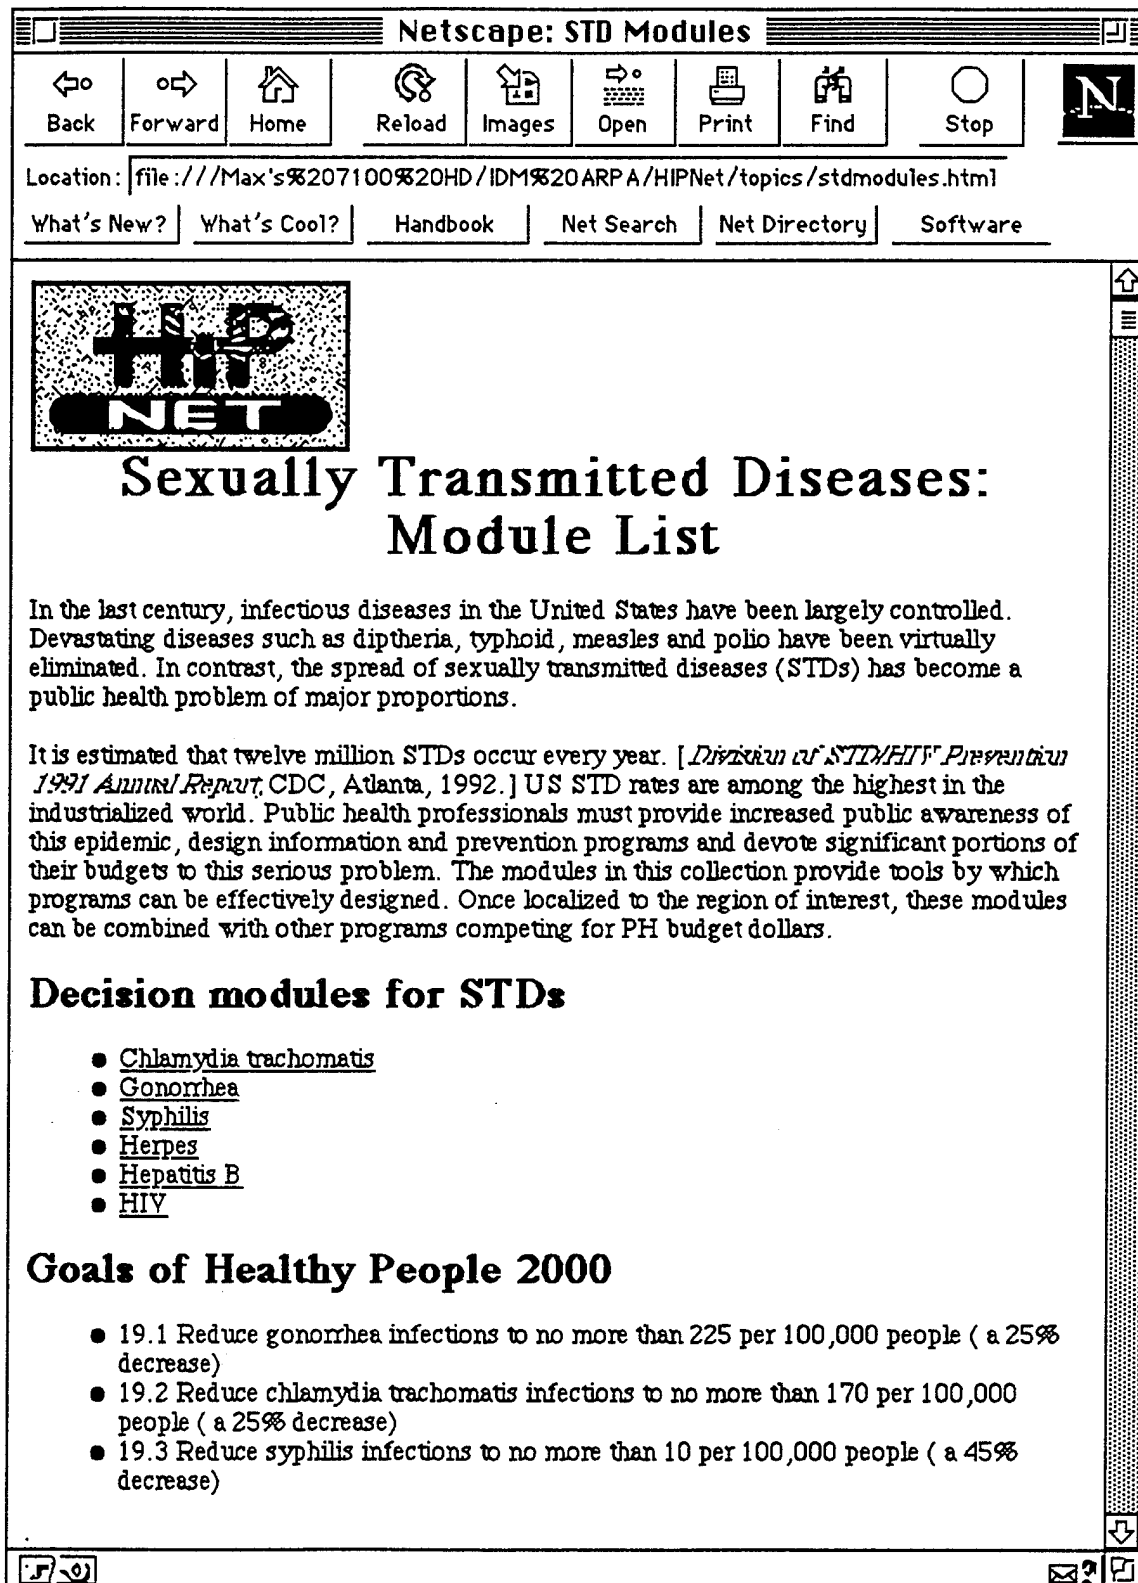 Netscape: STD Modules
Back Forward Home Reload Images Open Print Find Stop N
Location: file:///Max's%207100%20HD/IDM%20ARPA/HIPNet/topics/stdmodules.html
What's New? What's Cool? Handbook Net Search Net Directory Software
HiP
NET
Sexually Transmitted Diseases:
Module List
In the last century, infectious diseases in the United States have been largely controlled.
Devastating diseases such as diptheria, typhoid, measles and polio have been virtually
eliminated. In contrast, the spread of sexually transmitted diseases (STDs) has become a
public health problem of major proportions.
It is estimated that twelve million STDs occur every year. [Division of STD/HIV Prevention
1991 Annual Report, CDC, Atlanta, 1992.] US STD rates are among the highest in the
industrialized world. Public health professionals must provide increased public awareness of
this epidemic, design information and prevention programs and devote significant portions of
their budgets to this serious problem. The modules in this collection provide tools by which
programs can be effectively designed. Once localized to the region of interest, these modules
can be combined with other programs competing for PH budget dollars.
Decision modules for STDs
Chlamydia trachomatis
Gonorrhea
Syphilis
Herpes
Hepatitis B
HIV
Goals of Healthy People 2000
19.1 Reduce gonorrhea infections to no more than 225 per 100,000 people ( a 25%
decrease)
19.2 Reduce chlamydia trachomatis infections to no more than 170 per 100,000
people ( a 25% decrease)
19.3 Reduce syphilis infections to no more than 10 per 100,000 people ( a 45%
decrease)